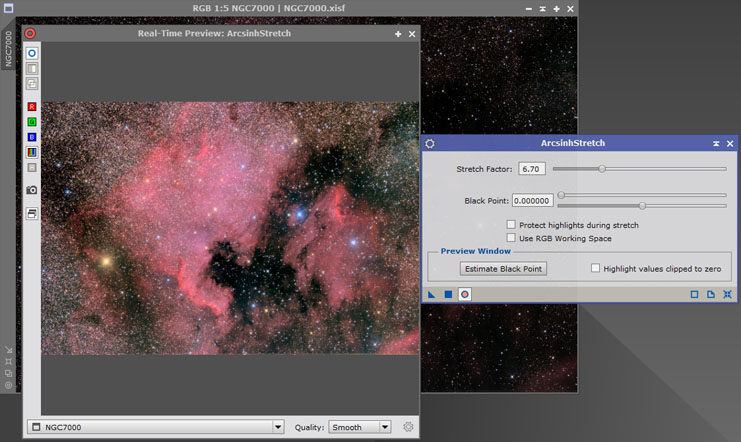 RGB 1:5 NGC7000 | NGC7000.xisf
NGC7000
Real-Time Preview: ArcsinhStretch
R
G
B
ArcsinhStretch
Stretch Factor: 6.70
Black Point: 0.000000
Protect highlights during stretch
Use RGB Working Space
Preview Window
Estimate Black Point
Highlight values clipped to zero
NGC7000
Quality: Smooth